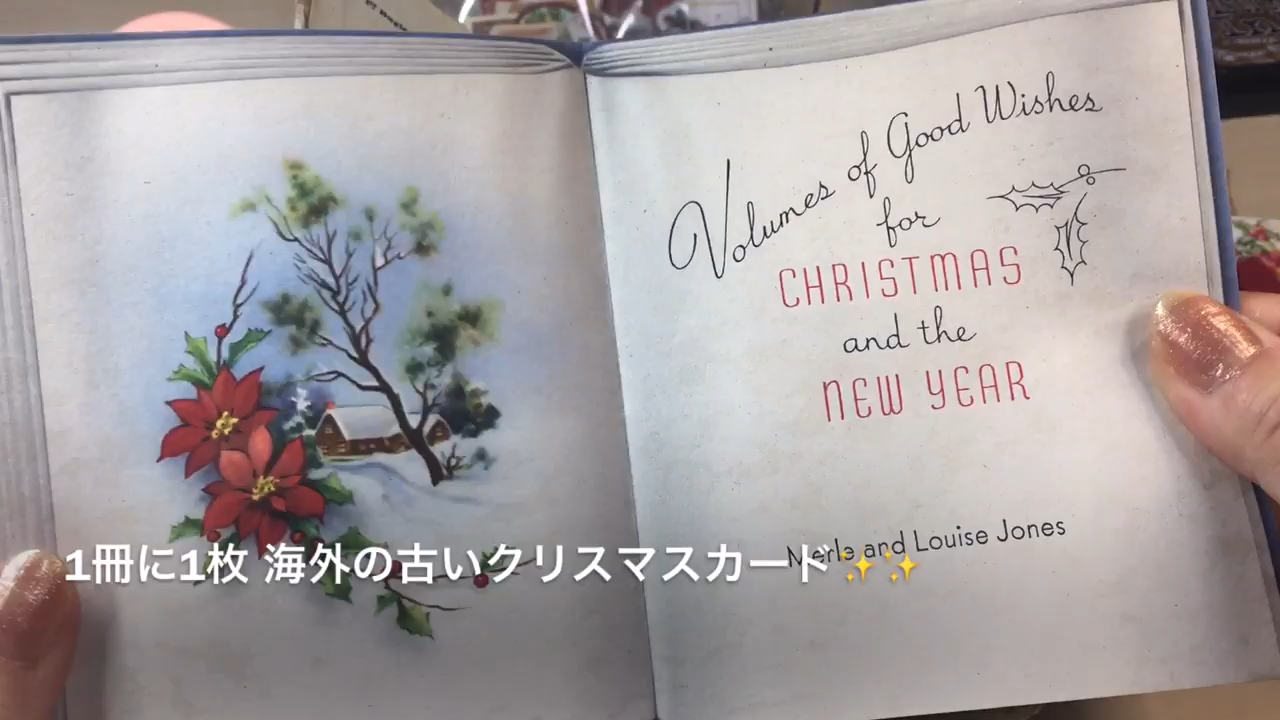 Volumes of Good Wishes
for
CHRISTMAS
and the
NEW YEAR
Merle and Louise Jones
1冊に1枚 海外の古いクリスマスカード✨✨